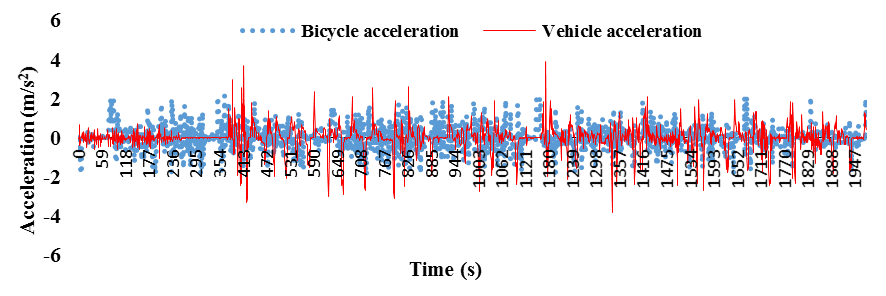 6
Bicycle acceleration Vehicle acceleration
4
2
0
-2
-4
-6
Acceleration (m/s²)
0 59 118 177 236 295 354 413 472 531 590 649 708 767 826 885 944 1003 1062 1121 1180 1239 1298 1357 1416 1475 1534 1593 1652 1711 1770 1829 1888 1947
Time (s)